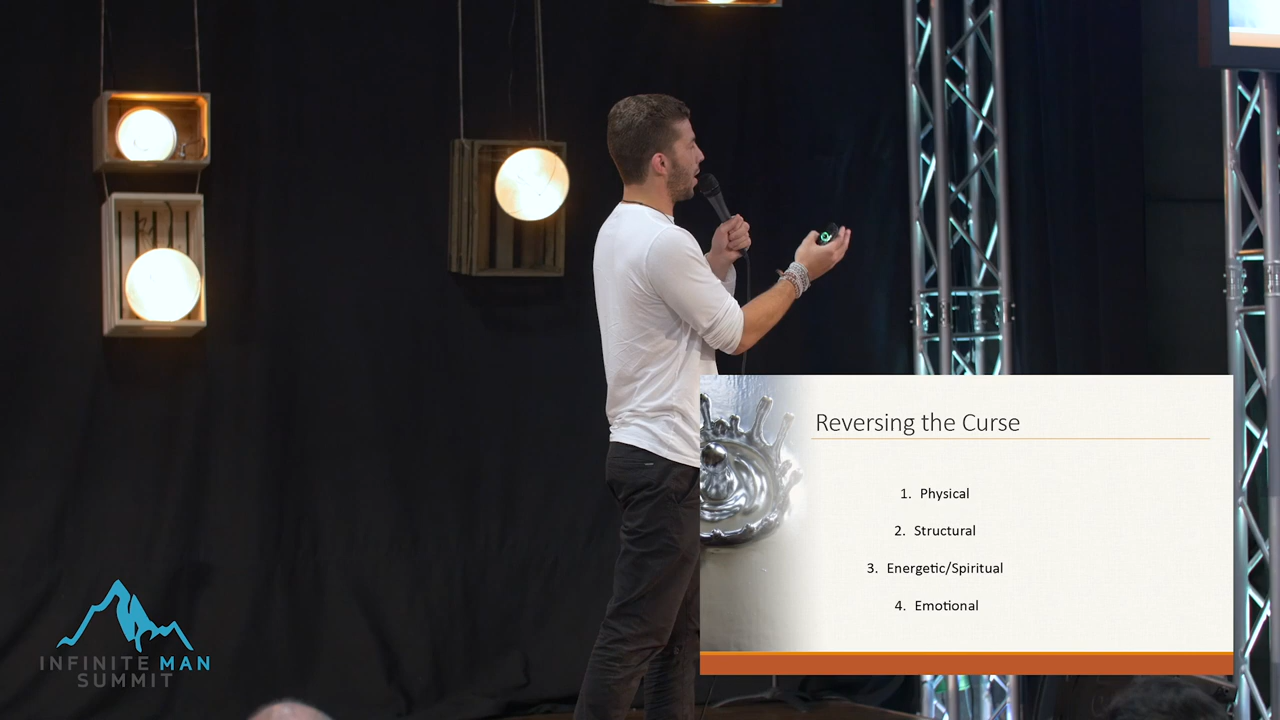 Reversing the Curse
1. Physical
2. Structural
3. Energetic/Spiritual
4. Emotional
INFINITE MAN
SUMMIT